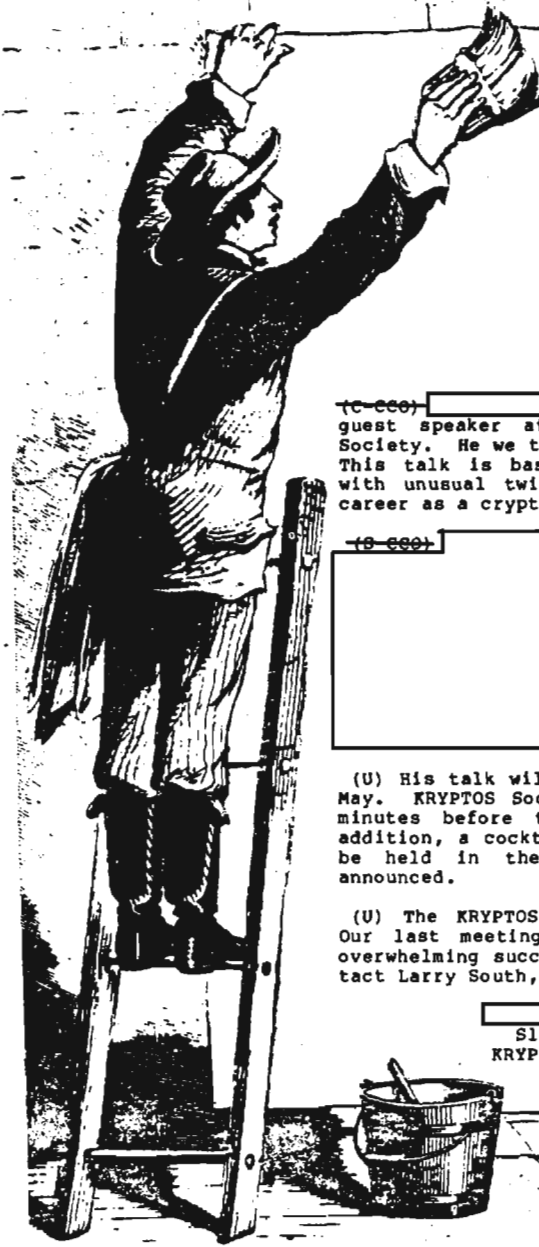 (C-CCO)
guest speaker at
Society. He we t
This talk is bas
with unusual twi
career as a crypt
(S-CCO)
(U) His talk wil
May. KRYPTOS Soc
minutes before t
addition, a cockt
be held in the
announced.
(U) The KRYPTOS
Our last meeting
overwhelming succ
tact Larry South,
Sl
KRYP